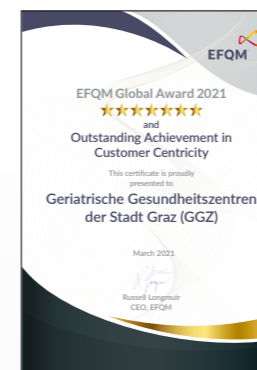 EFQM
EFQM Global Award 2021
and
Outstanding Achievement in
Customer Centricity
This certificate is proudly
presented to
Geriatrische Gesundheitszentren
der Stadt Graz (GGZ)
March 2021
Russell Longmuir
CEO, EFQM